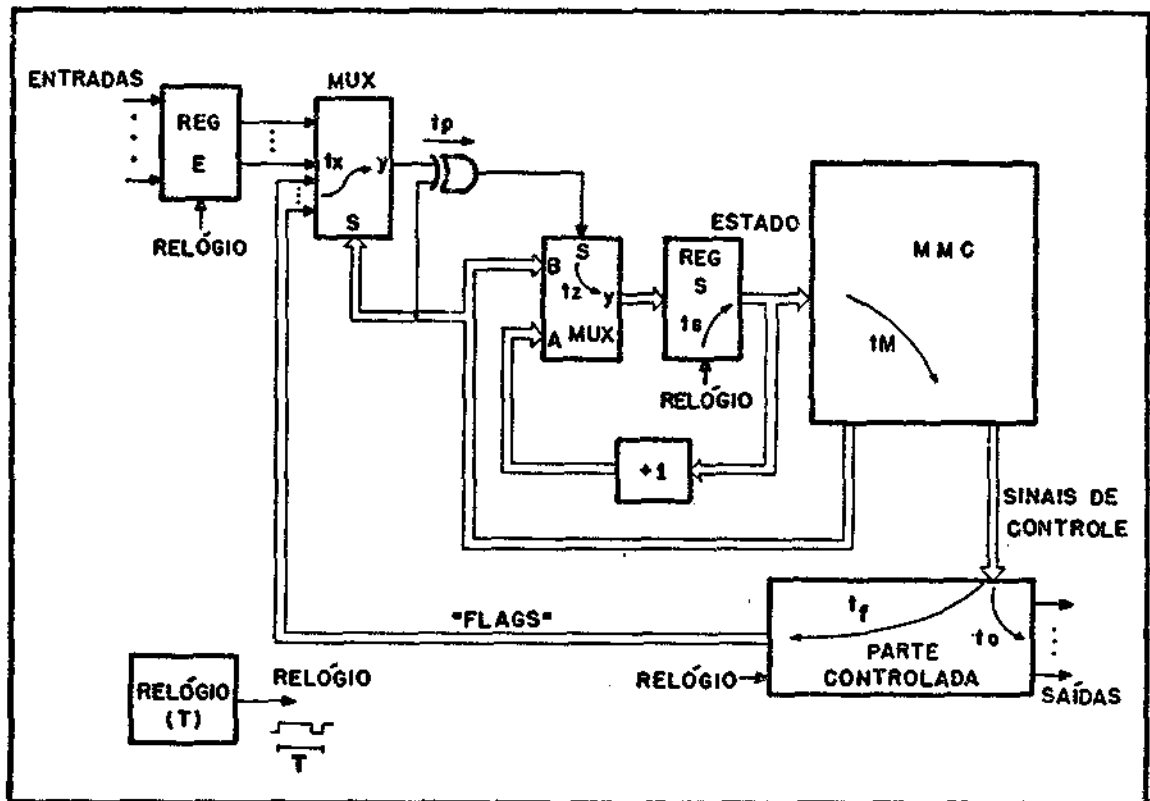 ENTRADAS
REG
E
RELÓGIO
MUX
tx
y
S
tp
B
A
S
tz
y
MUX
REG
S
ts
RELÓGIO
ESTADO
MMC
tM
+1
SINAIS DE
CONTROLE
"FLAGS"
tf
to
PARTE
CONTROLADA
RELÓGIO
SAÍDAS
RELÓGIO
(T)
RELÓGIO
T